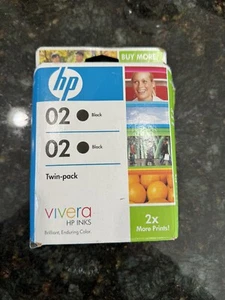 BUY MORE!
hp
02 Black
02 Black
Twin-pack
vivera
HP INKS
Brilliant. Enduring Color.
2x
More Prints!